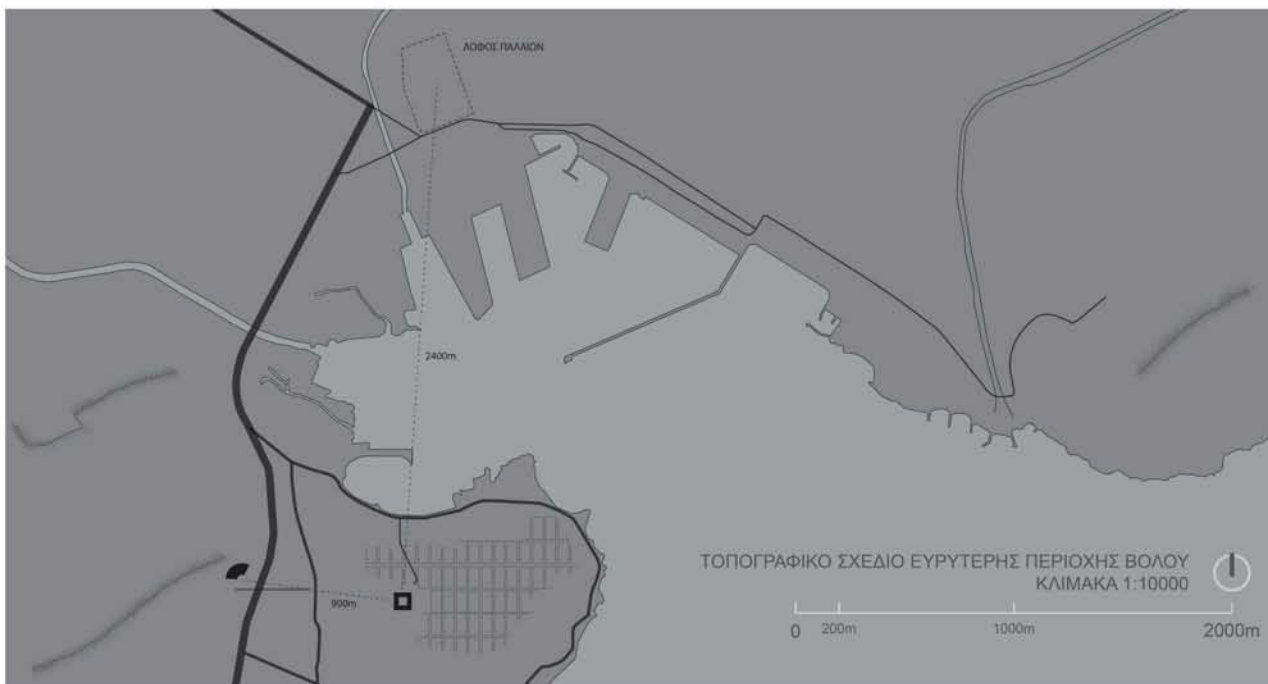 ΛΟΦΟΣ ΠΑΛΑΙΩΝ
2400m
900m
ΤΟΠΟΓΡΑΦΙΚΟ ΣΧΕΔΙΟ ΕΥΡΥΤΕΡΗΣ ΠΕΡΙΟΧΗΣ ΒΟΛΟΥ
ΚΛΙΜΑΚΑ 1:10000
0 200m 1000m 2000m